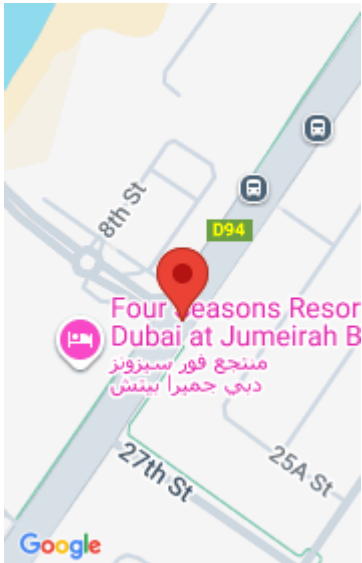 8th St
D94
Four Seasons Resor
Dubai at Jumeirah B
منتجع فور سيزونز
دبي جميرا بيتش
27th St
25A St
Google